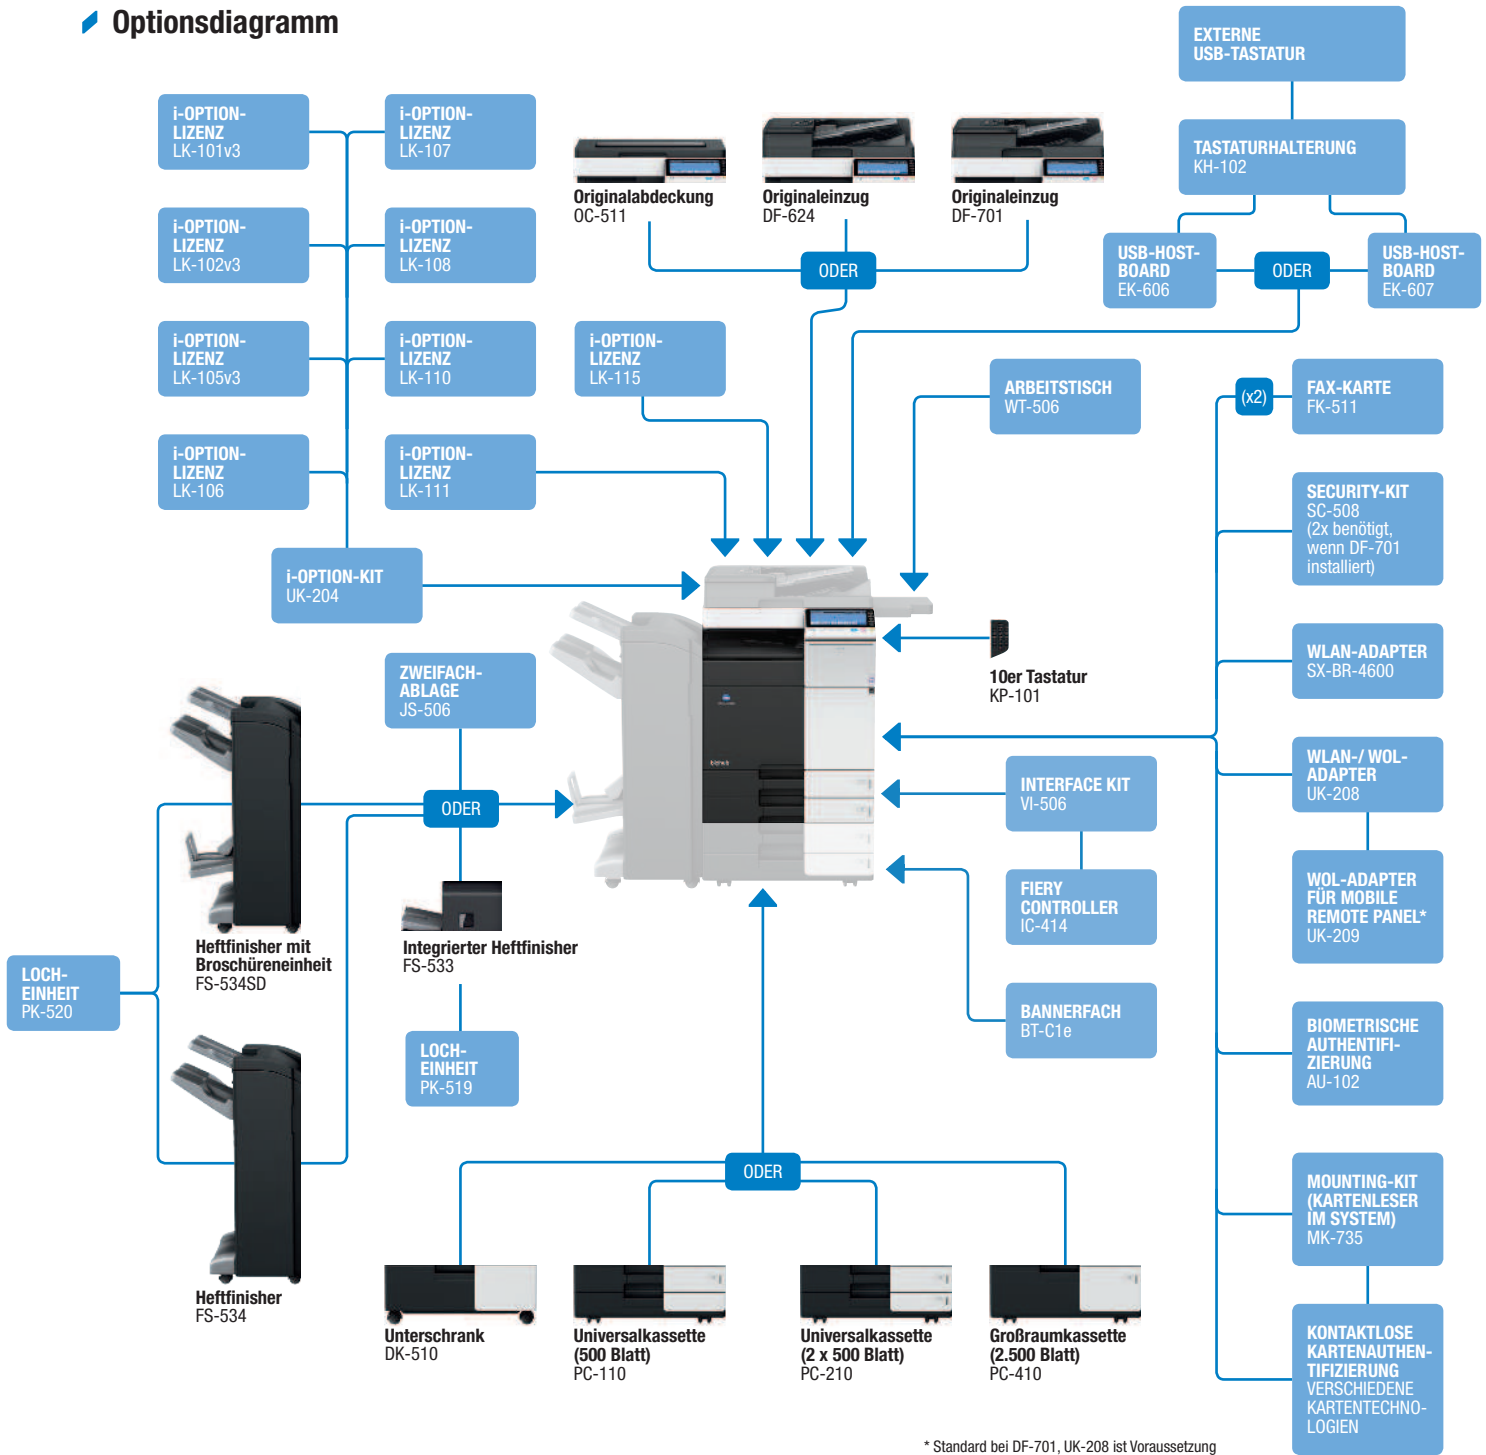 Optionsdiagramm
EXTERNE
USB-TASTATUR
i-OPTION-
LIZENZ
LK-101v3
i-OPTION-
LIZENZ
LK-107
TASTATURHALTERUNG
KH-102
Originalabdeckung
OC-511
Originaleinzug
DF-624
Originaleinzug
DF-701
i-OPTION-
LIZENZ
LK-102v3
i-OPTION-
LIZENZ
LK-108
ODER
USB-HOST-
BOARD
EK-606
ODER
USB-HOST-
BOARD
EK-607
i-OPTION-
LIZENZ
LK-105v3
i-OPTION-
LIZENZ
LK-110
i-OPTION-
LIZENZ
LK-115
ARBEITSTISCH
WT-506
(x2)
FAX-KARTE
FK-511
i-OPTION-
LIZENZ
LK-106
i-OPTION-
LIZENZ
LK-111
SECURITY-KIT
SC-508
(2x benötigt,
wenn DF-701
installiert)
i-OPTION-KIT
UK-204
WLAN-ADAPTER
SX-BR-4600
ZWEIFACH-
ABLAGE
JS-506
10er Tastatur
KP-101
bizhub
WLAN-/ WOL-
ADAPTER
UK-208
INTERFACE KIT
VI-506
ODER
WOL-ADAPTER
FÜR MOBILE
REMOTE PANEL*
UK-209
FIERY
CONTROLLER
IC-414
Heftfinisher mit
Broschüreneinheit
FS-534SD
Integrierter Heftfinisher
FS-533
LOCH-
EINHEIT
PK-520
BANNERFACH
BT-C1e
BIOMETRISCHE
AUTHENTIFI-
ZIERUNG
AU-102
LOCH-
EINHEIT
PK-519
ODER
MOUNTING-KIT
(KARTENLESER
IM SYSTEM)
MK-735
Heftfinisher
FS-534
Unterschrank
DK-510
Universalkassette
(500 Blatt)
PC-110
Universalkassette
(2 x 500 Blatt)
PC-210
Großraumkassette
(2.500 Blatt)
PC-410
KONTAKTLOSE
KARTENAUTHEN-
TIFIZIERUNG
VERSCHIEDENE
KARTENTECHNO-
LOGIEN
* Standard bei DF-701, UK-208 ist Voraussetzung